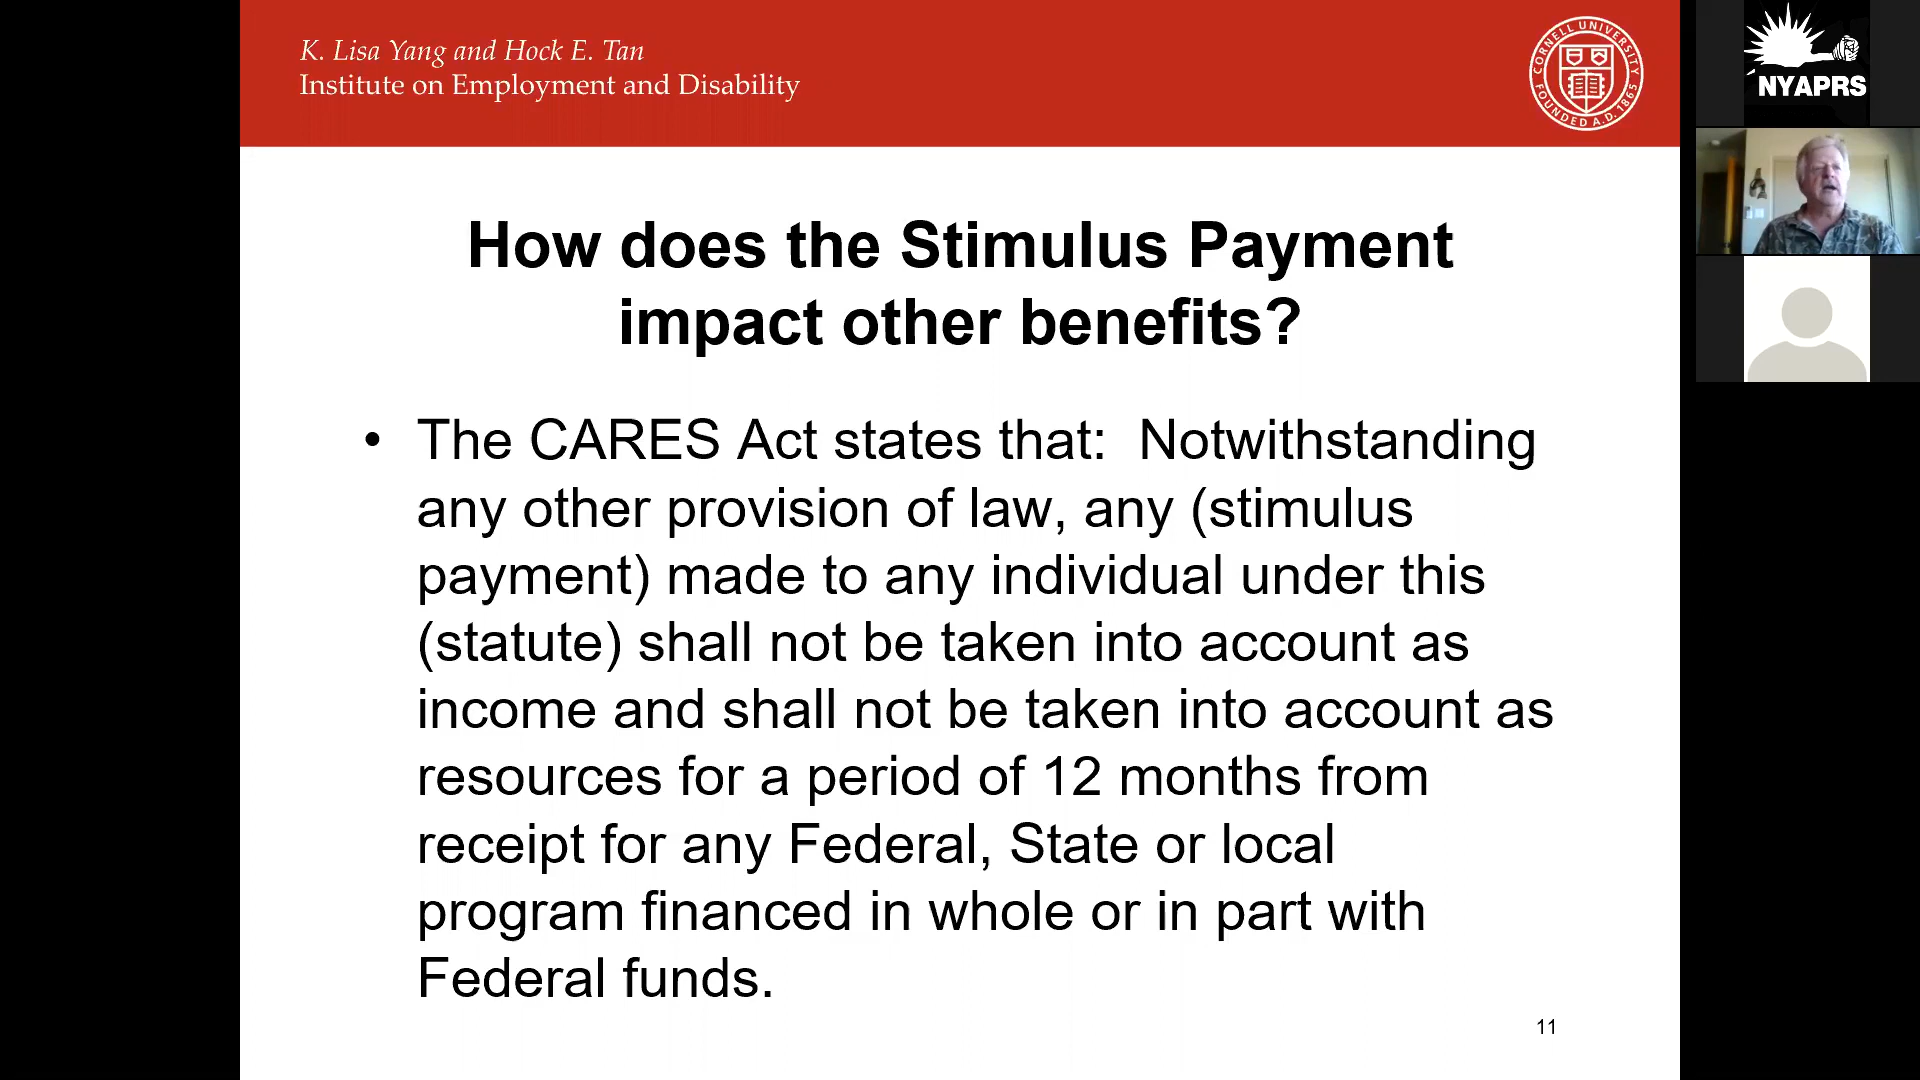 K. Lisa Yang and Hock E. Tan
Institute on Employment and Disability
CORNELL UNIVERSITY
FOUNDED A.D. 1865
NYAPRS
How does the Stimulus Payment
impact other benefits?
• The CARES Act states that:  Notwithstanding
any other provision of law, any (stimulus
payment) made to any individual under this
(statute) shall not be taken into account as
income and shall not be taken into account as
resources for a period of 12 months from
receipt for any Federal, State or local
program financed in whole or in part with
Federal funds.
11